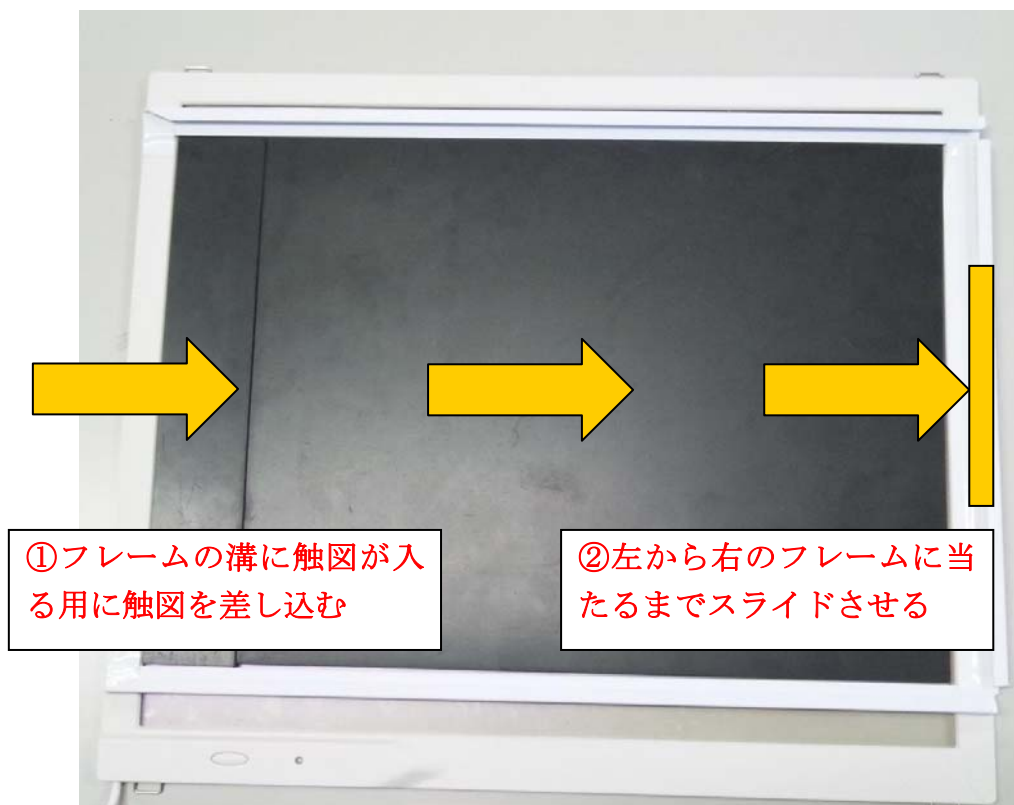 ①フレームの溝に触図が入
る用に触図を差し込む
②左から右のフレームに当
たるまでスライドさせる